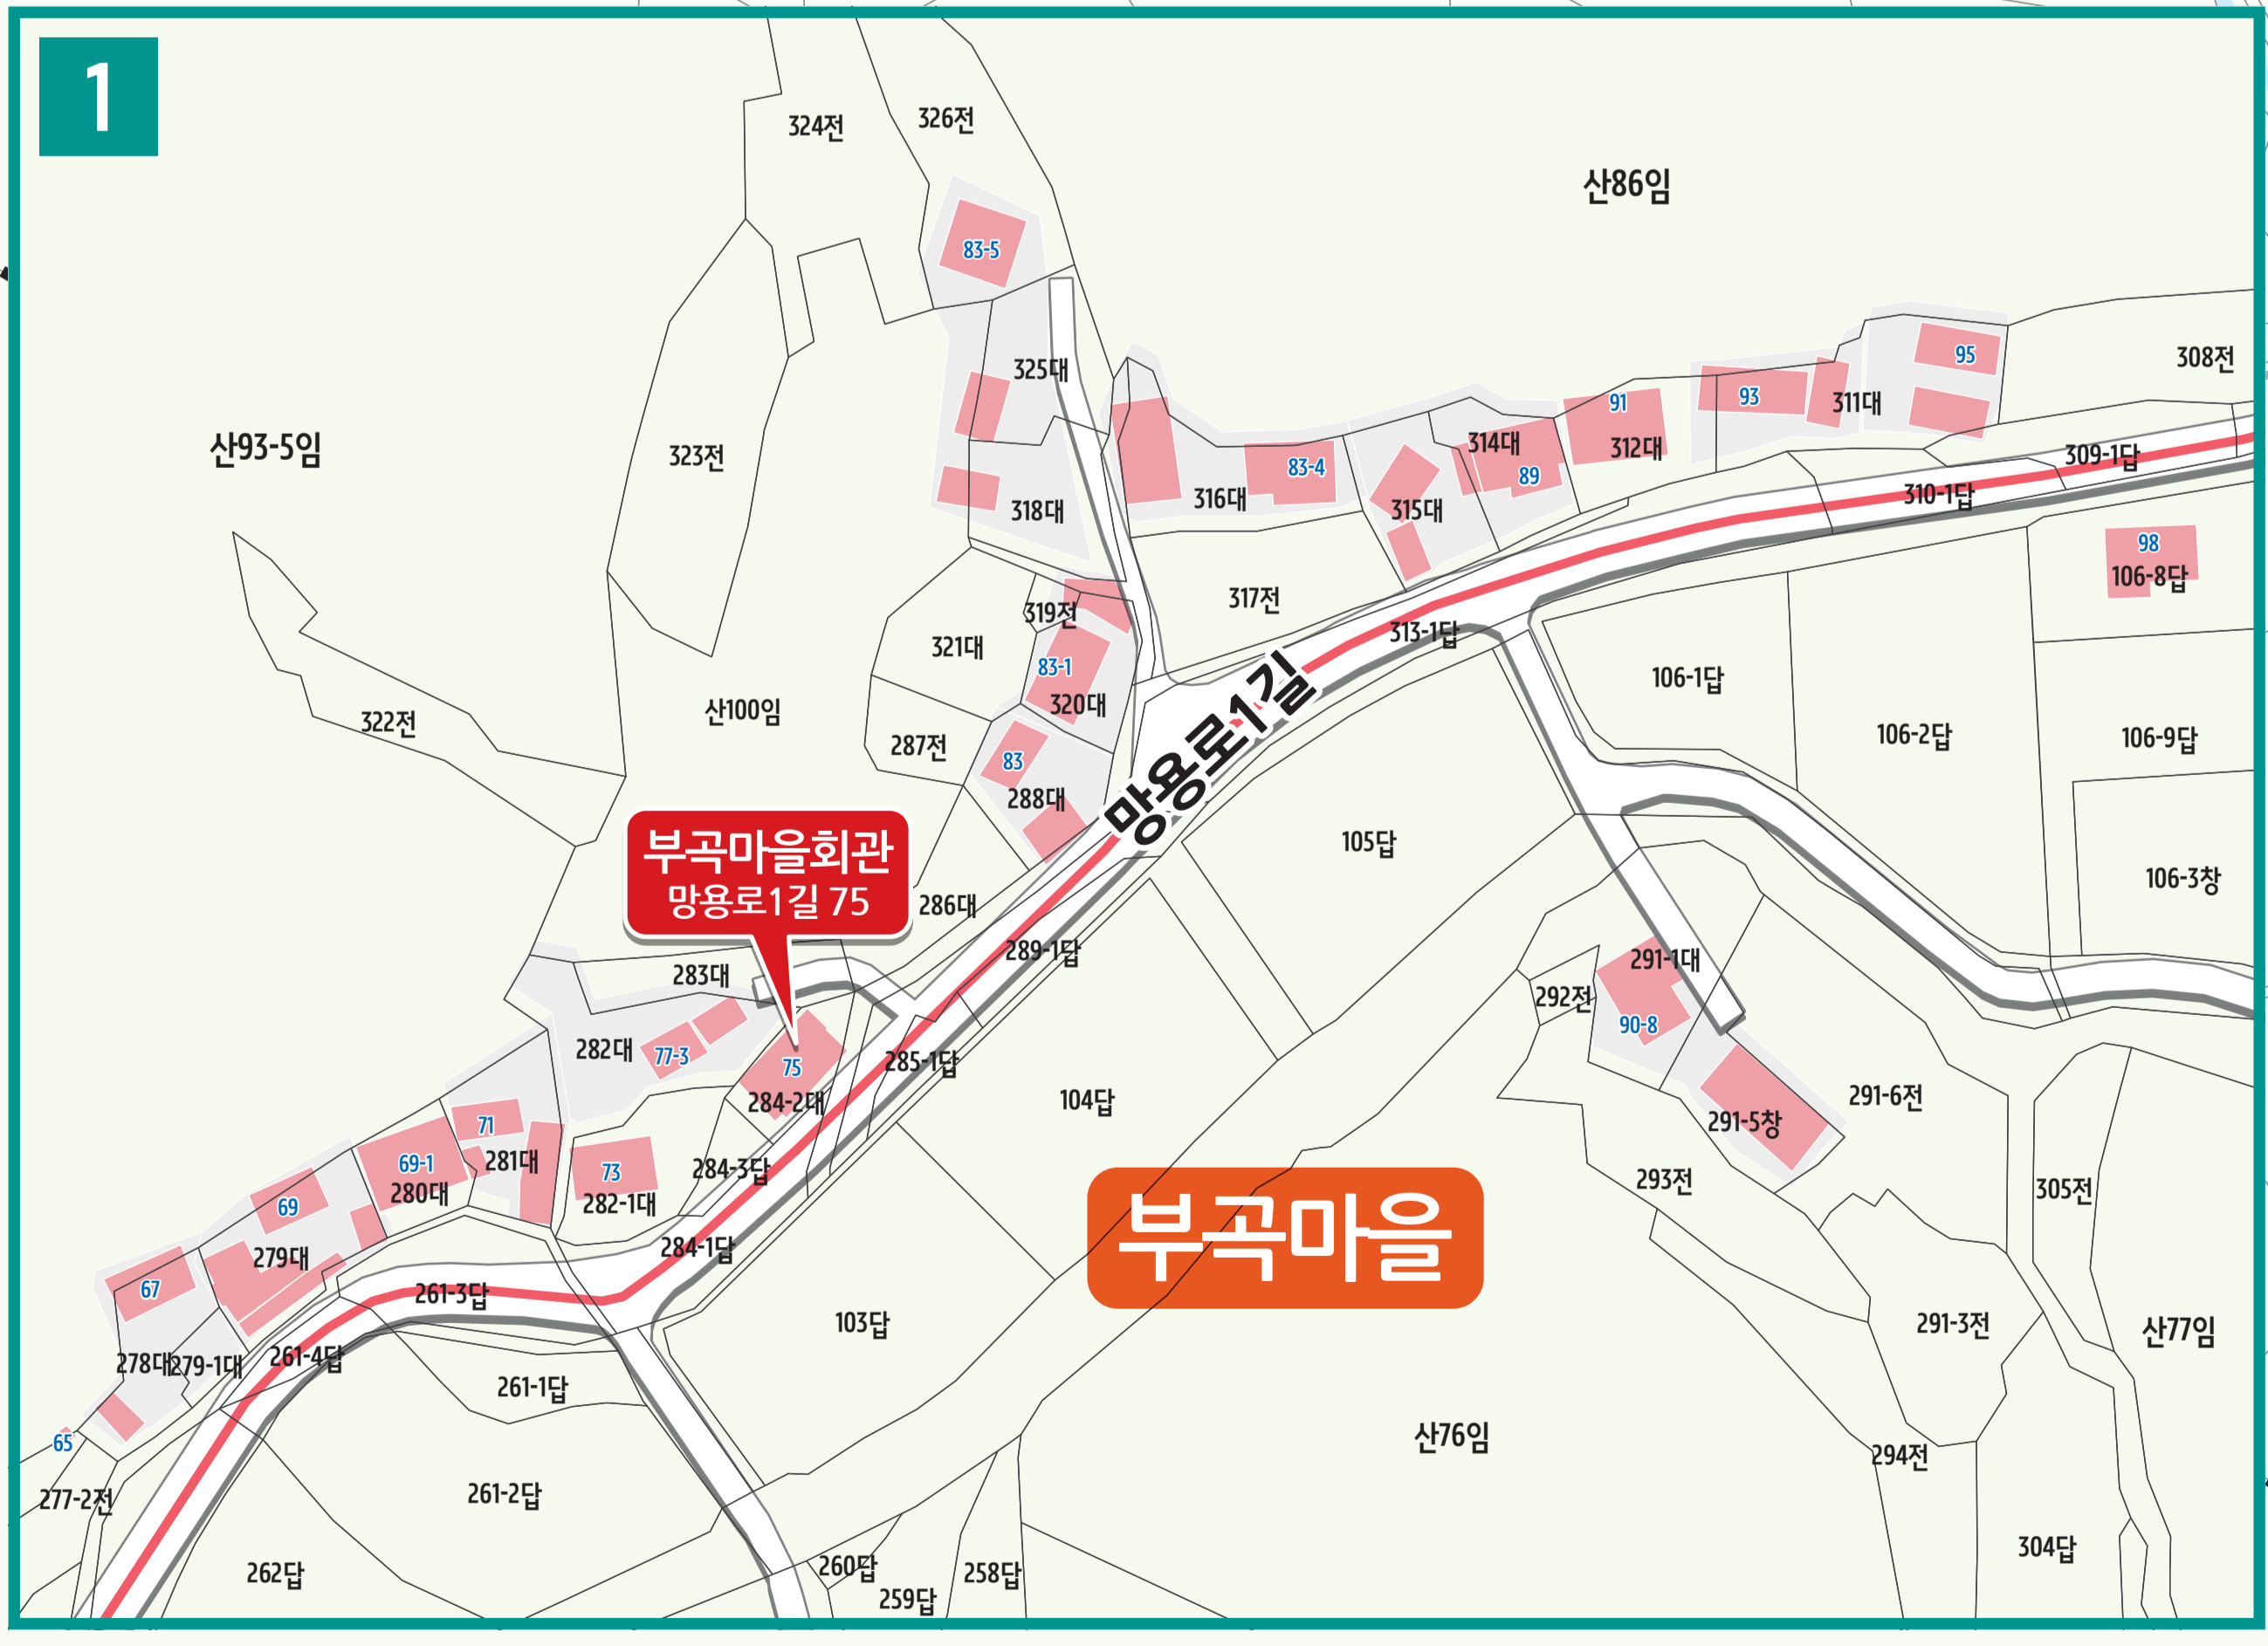 1
324전
326전
산86임
83-5
325대
95
308전
91
93
311대
산93-5임
323전
314대
312대
309-1답
83-4
89
316대
310-1답
318대
315대
98
106-8답
317전
319전
313-1답
321대
83-1
106-1답
320대
산100임
322전
287전
106-2답
106-9답
83
288대
망용로1길
105답
부곡마을회관
망용로1길 75
106-3창
286대
289-1답
291-1대
283대
292전
90-8
282대
77-3
75
285-1답
284-2대
104답
291-6전
71
291-5창
281대
69-1
280대
73
284-3답
293전
305전
69
282-1대
부곡마을
279대
284-1답
67
261-3답
103답
291-3전
산77임
278대
279-1대
261-4답
261-1답
65
산76임
294전
277-2전
261-2답
304답
262답
260답
258답
259답